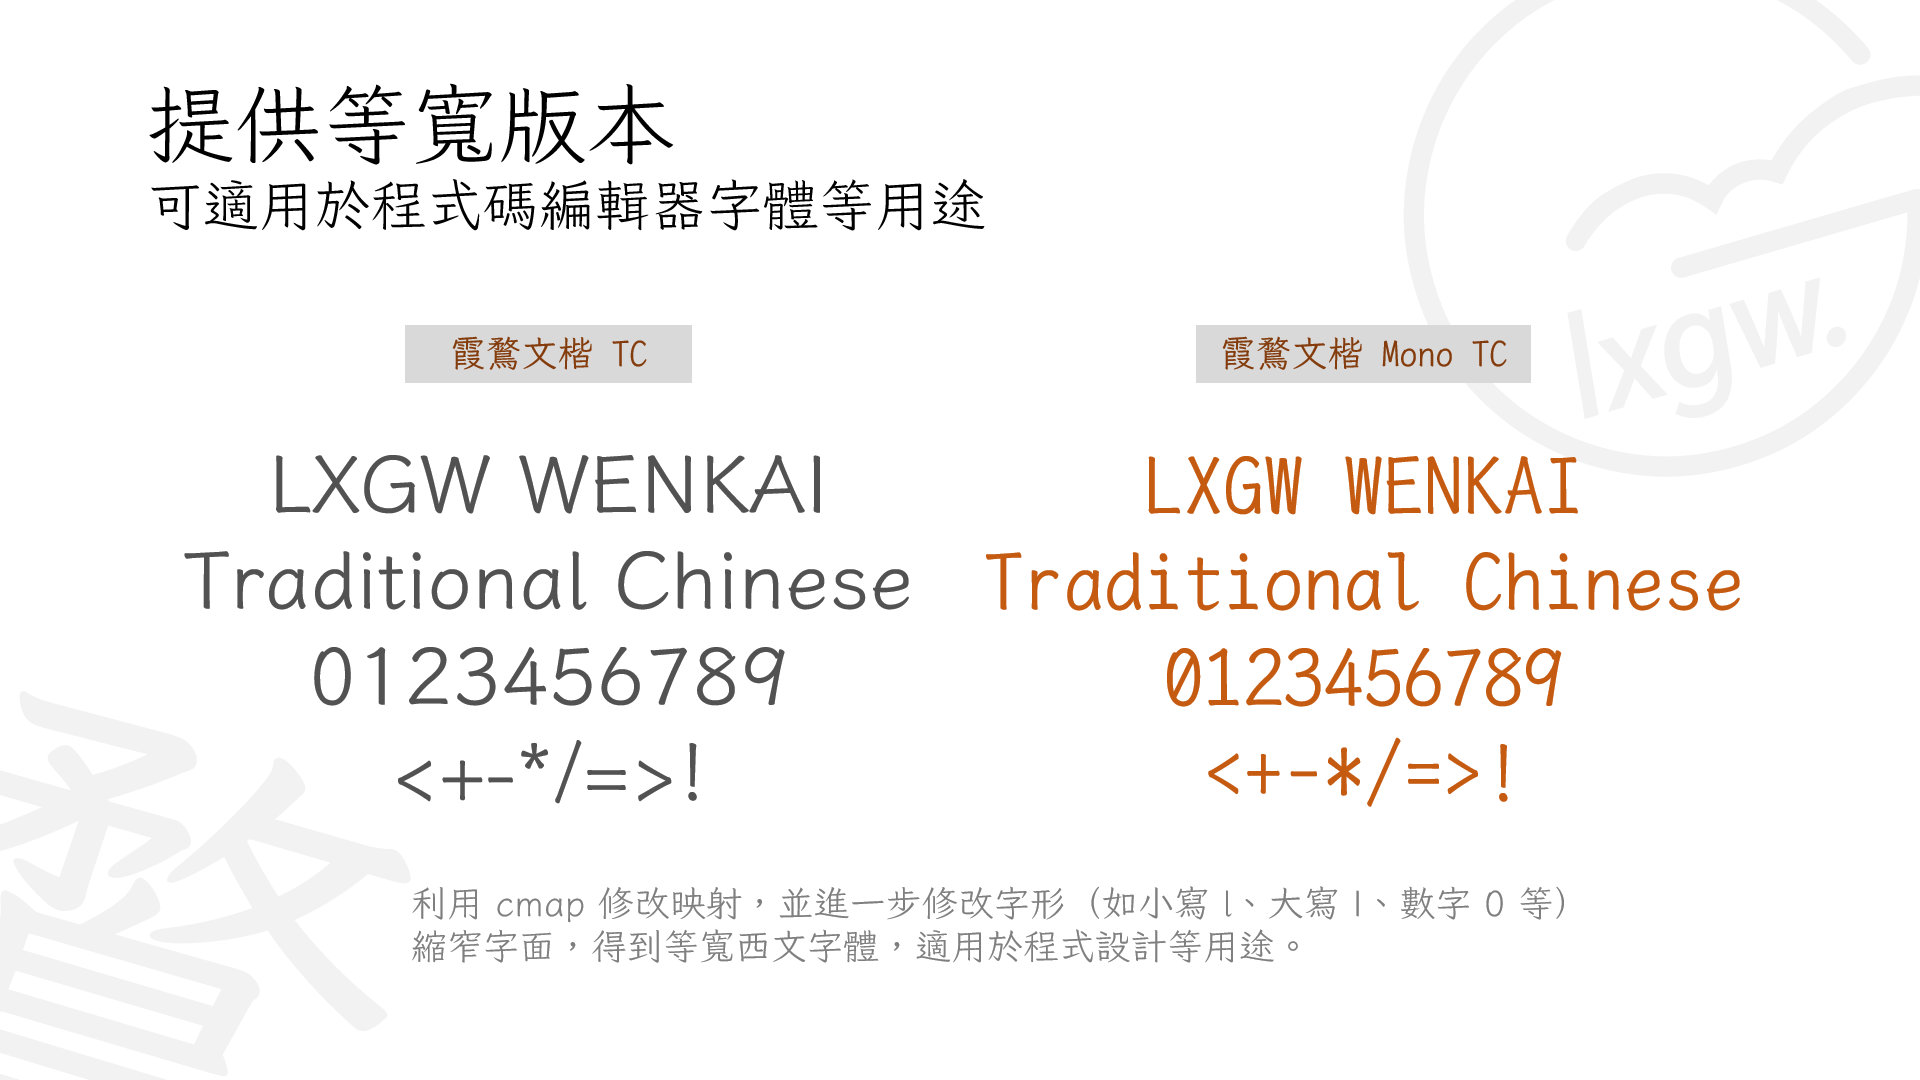 提供等寬版本
可適用於程式碼編輯器字體等用途
lxgw.
霞鶩文楷 TC
霞鶩文楷 Mono TC
LXGW WENKAI
Traditional Chinese
0123456789
<+-*/=>!
LXGW WENKAI
Traditional Chinese
0123456789
<+-*/=>!
利用 cmap 修改映射，並進一步修改字形（如小寫 l、大寫 I、數字 0 等）
縮窄字面，得到等寬西文字體，適用於程式設計等用途。
鶩